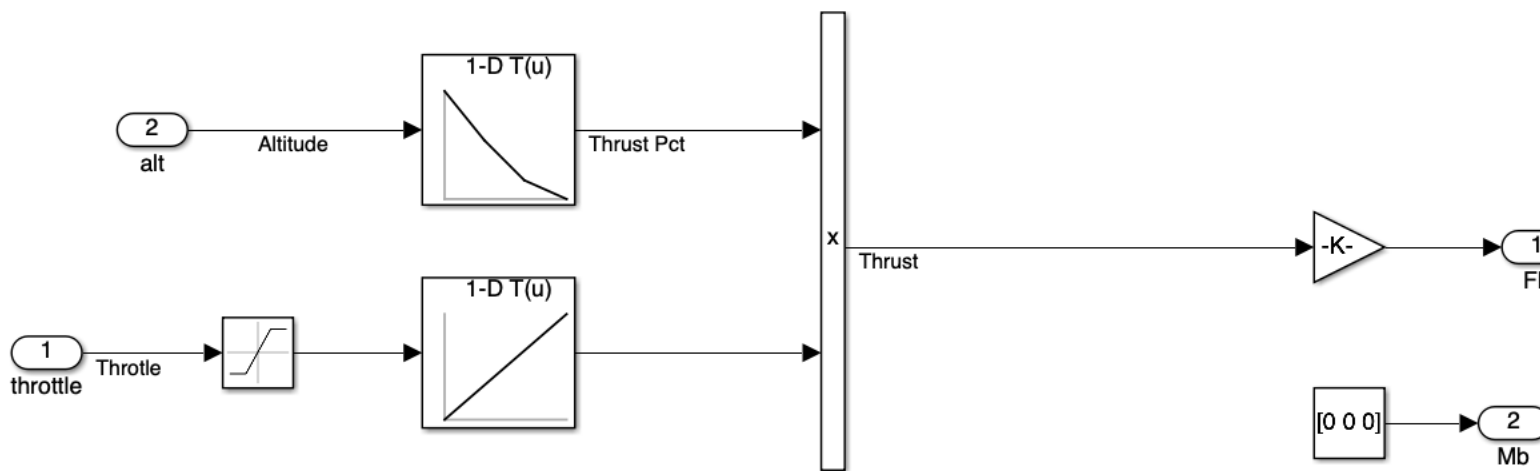 1-D T(u)
2
alt
Altitude
Thrust Pct
x
-K-
1
Thrust
1-D T(u)
1
throttle
Throtle
[0 0 0]
2
Mb